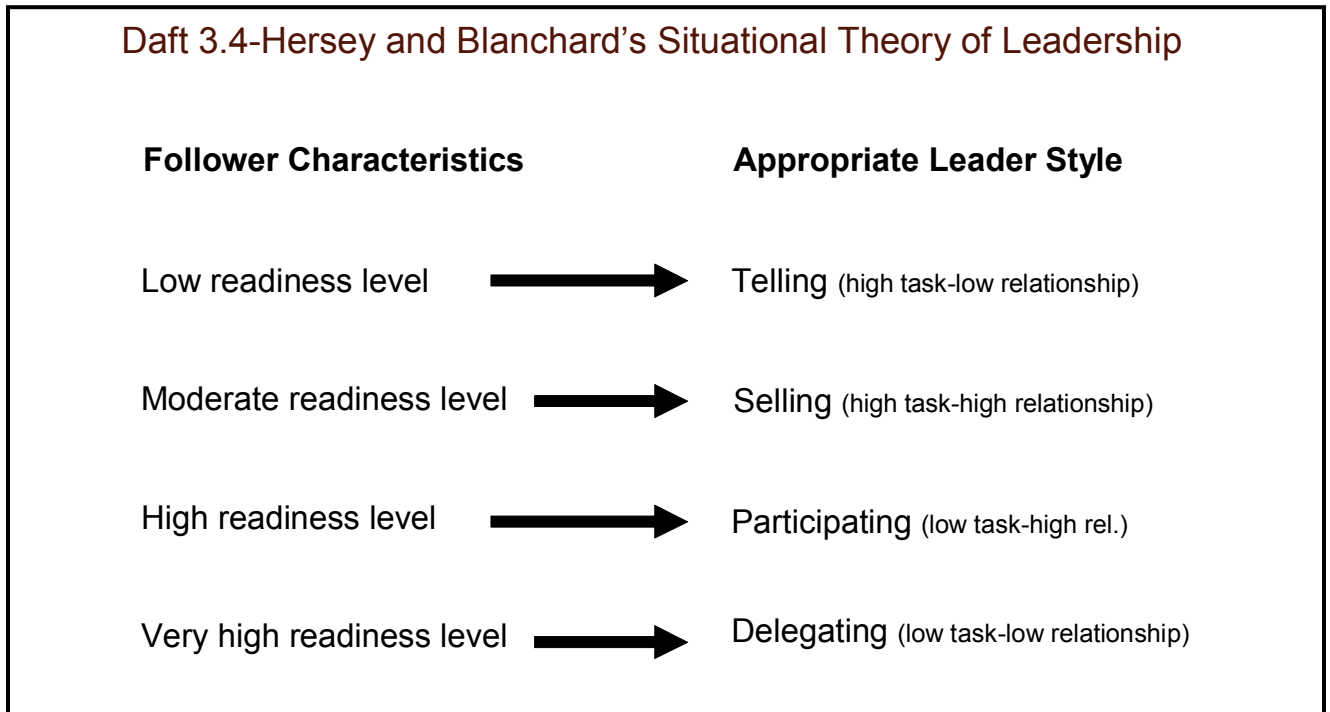 Daft 3.4-Hersey and Blanchard’s Situational Theory of Leadership
Follower Characteristics Appropriate Leader Style
Low readiness level Telling (high task-low relationship)
Moderate readiness level Selling (high task-high relationship)
High readiness level Participating (low task-high rel.)
Very high readiness level Delegating (low task-low relationship)